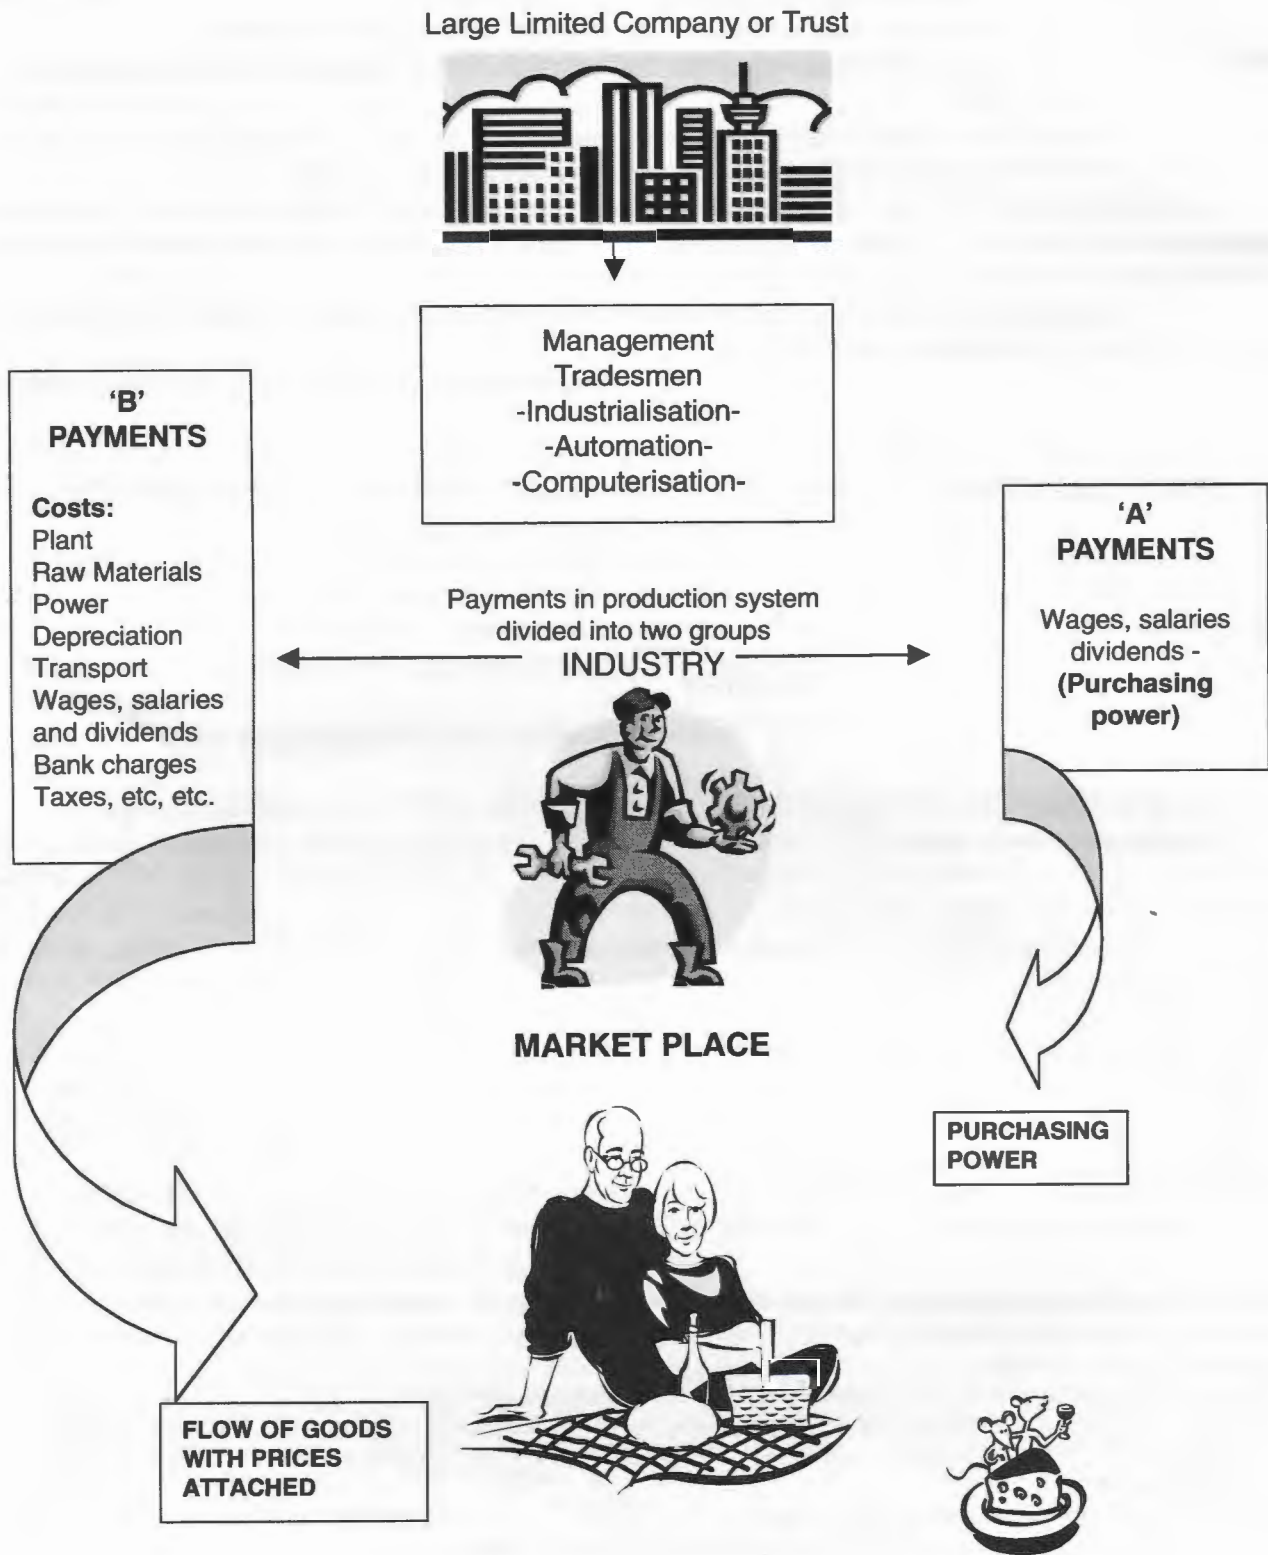 Large Limited Company or Trust
Management
Tradesmen
-Industrialisation-
-Automation-
-Computerisation-
‘B’
PAYMENTS
Costs:
Plant
Raw Materials
Power
Depreciation
Transport
Wages, salaries
and dividends
Bank charges
Taxes, etc, etc.
Payments in production system
divided into two groups
INDUSTRY
‘A’
PAYMENTS
Wages, salaries
dividends -
(Purchasing
power)
MARKET PLACE
PURCHASING
POWER
FLOW OF GOODS
WITH PRICES
ATTACHED